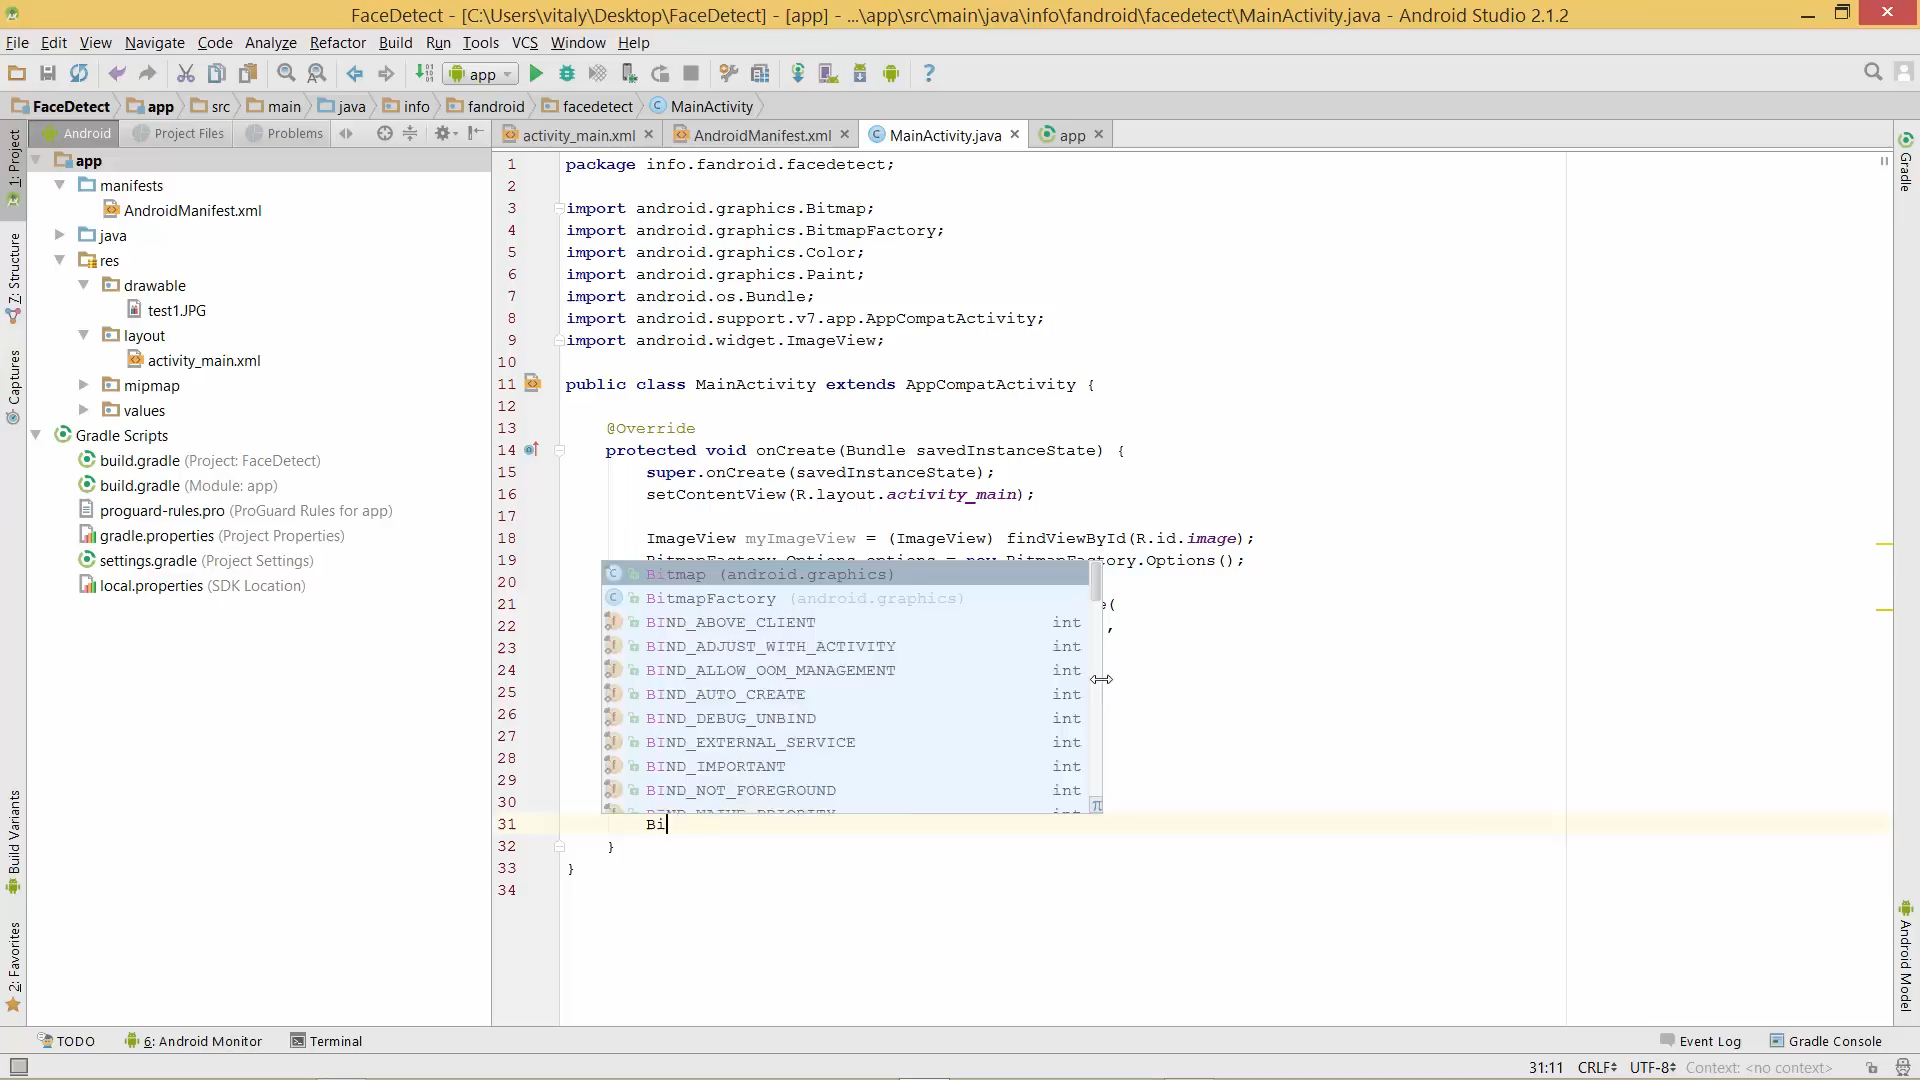 FaceDetect - [C:\Users\vitaly\Desktop\FaceDetect] - [app] - ...\app\src\main\java\info\fandroid\facedetect\MainActivity.java - Android Studio 2.1.2
File Edit View Navigate Code Analyze Refactor Build Run Tools VCS Window Help
app
FaceDetect app src main java info fandroid facedetect MainActivity
Android Project Files Problems
activity_main.xml AndroidManifest.xml MainActivity.java app
1: Project
Z: Structure
Captures
Build Variants
2: Favorites
app
manifests
AndroidManifest.xml
java
res
drawable
test1.JPG
layout
activity_main.xml
mipmap
values
Gradle Scripts
build.gradle (Project: FaceDetect)
build.gradle (Module: app)
proguard-rules.pro (ProGuard Rules for app)
gradle.properties (Project Properties)
settings.gradle (Project Settings)
local.properties (SDK Location)
1 package info.fandroid.facedetect;
2
3 import android.graphics.Bitmap;
4 import android.graphics.BitmapFactory;
5 import android.graphics.Color;
6 import android.graphics.Paint;
7 import android.os.Bundle;
8 import android.support.v7.app.AppCompatActivity;
9 import android.widget.ImageView;
10
11 public class MainActivity extends AppCompatActivity {
12
13 @Override
14 protected void onCreate(Bundle savedInstanceState) {
15 super.onCreate(savedInstanceState);
16 setContentView(R.layout.activity_main);
17
18 ImageView myImageView = (ImageView) findViewById(R.id.image);
19 BitmapFactory.Options options = new BitmapFactory.Options();
20
21 e(
22 ,
23
24
25
26
27
28
29
30
31 Bi
32 }
33 }
34
Bitmap (android.graphics)
BitmapFactory (android.graphics)
BIND_ABOVE_CLIENT int
BIND_ADJUST_WITH_ACTIVITY int
BIND_ALLOW_OOM_MANAGEMENT int
BIND_AUTO_CREATE int
BIND_DEBUG_UNBIND int
BIND_EXTERNAL_SERVICE int
BIND_IMPORTANT int
BIND_NOT_FOREGROUND int
π
Gradle
Android Model
TODO 6: Android Monitor Terminal Event Log Gradle Console
31:11 CRLF UTF-8 Context: <no context>